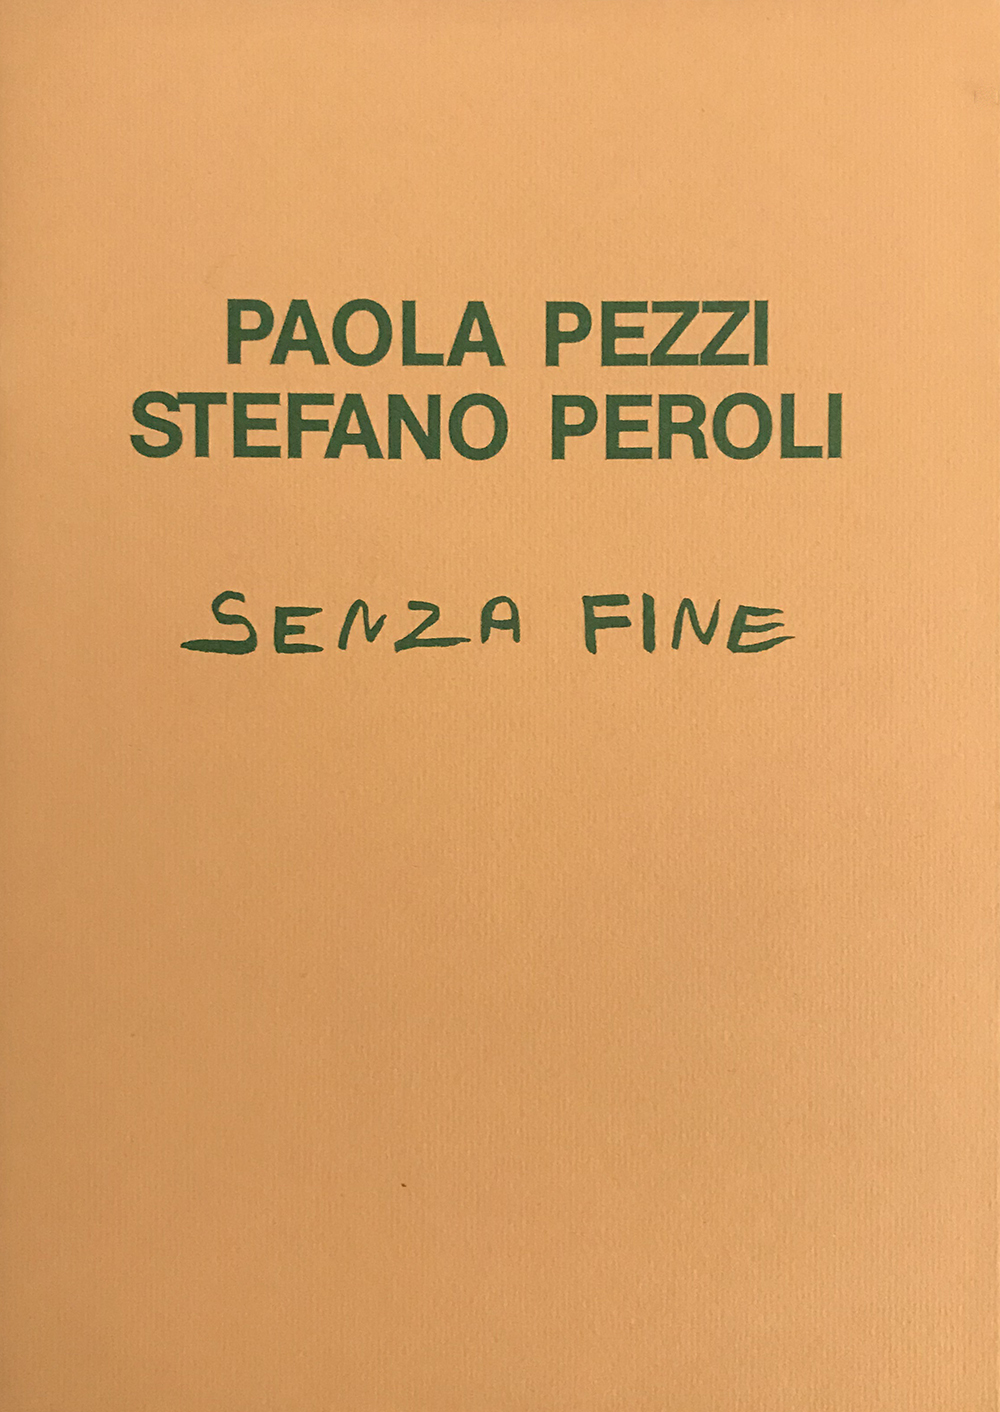 PAOLA PEZZI
STEFANO PEROLI
SENZA FINE